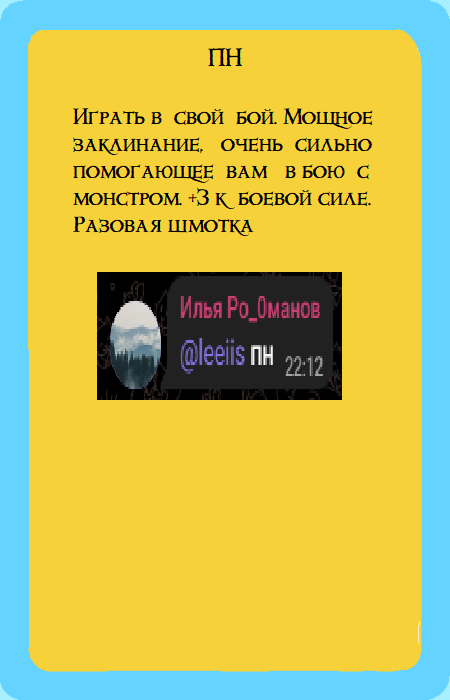 ПН
Играть в свой бой. Мощное
заклинание, очень сильно
помогающее вам в бою с
монстром. +3 к боевой силе.
Разовая шмотка
Илья Ро_0манов
@leeiis пн
22:12